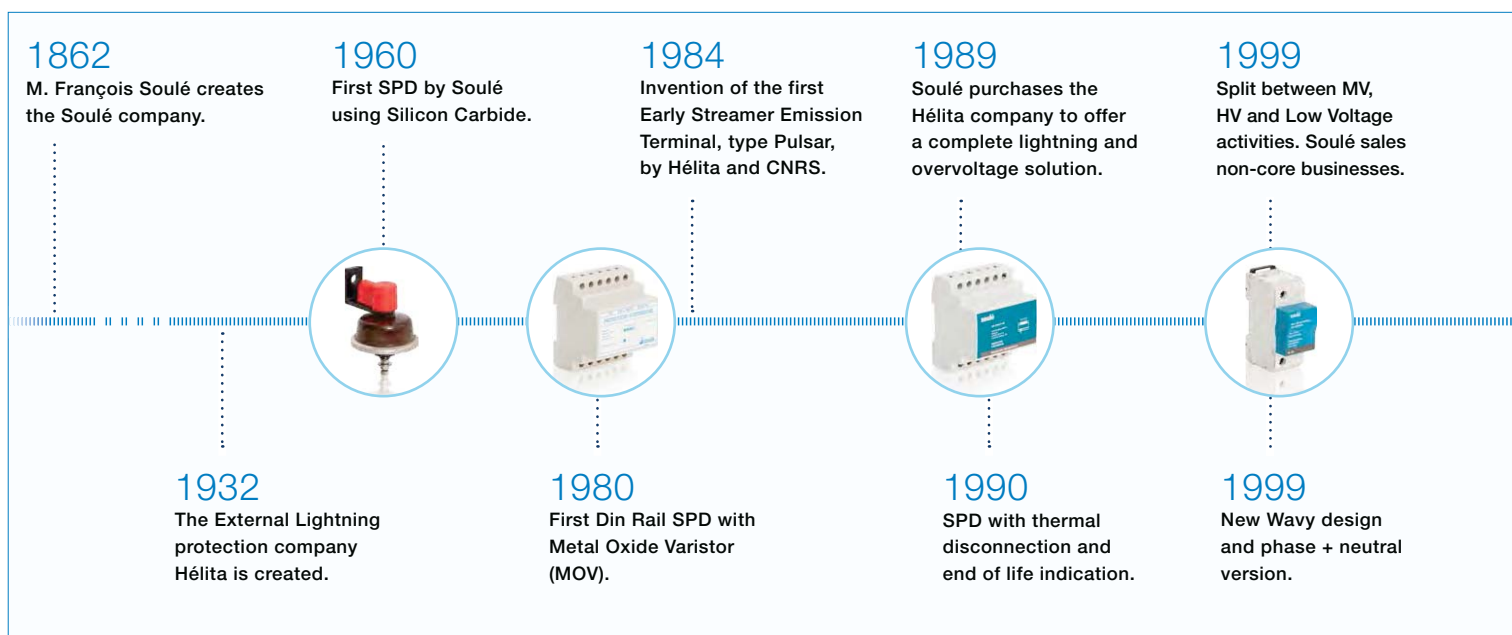 1862
M. François Soulé creates
the Soulé company.
1960
First SPD by Soulé
using Silicon Carbide.
1984
Invention of the first
Early Streamer Emission
Terminal, type Pulsar,
by Hélita and CNRS.
1989
Soulé purchases the
Hélita company to offer
a complete lightning and
overvoltage solution.
1999
Split between MV,
HV and Low Voltage
activities. Soulé sales
non-core businesses.
1932
The External Lightning
protection company
Hélita is created.
1980
First Din Rail SPD with
Metal Oxide Varistor
(MOV).
1990
SPD with thermal
disconnection and
end of life indication.
1999
New Wavy design
and phase + neutral
version.